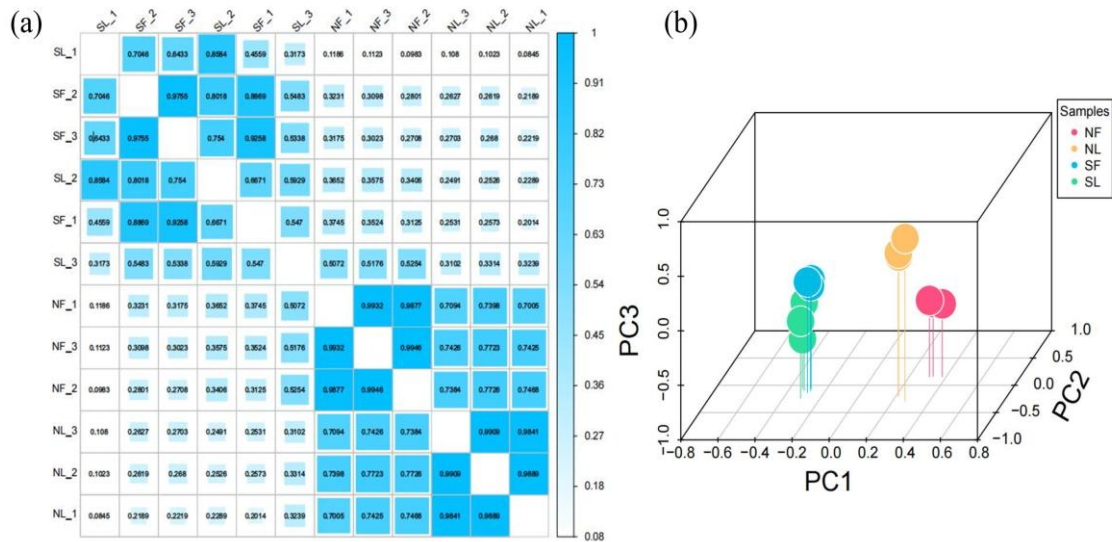 (a)
SL_1 SF_2 SF_3 SL_2 SF_1 SL_3 NF_1 NF_3 NF_2 NL_3 NL_2 NL_1
SL_1 0.7046 0.6433 0.8584 0.4559 0.3173 0.1186 0.1123 0.0983 0.108 0.1023 0.0845
SF_2 0.7046 0.9755 0.8018 0.8869 0.5483 0.3231 0.3098 0.2801 0.2627 0.2619 0.2189
SF_3 0.6433 0.9755 0.754 0.9258 0.5338 0.3175 0.3023 0.2708 0.2703 0.268 0.2219
SL_2 0.8584 0.8018 0.754 0.6671 0.5929 0.3652 0.3575 0.3406 0.2491 0.2526 0.2289
SF_1 0.4559 0.8869 0.9258 0.6671 0.547 0.3745 0.3524 0.3125 0.2531 0.2573 0.2014
SL_3 0.3173 0.5483 0.5338 0.5929 0.547 0.5072 0.5176 0.5254 0.3102 0.3314 0.3239
NF_1 0.1186 0.3231 0.3175 0.3652 0.3745 0.5072 0.9932 0.9877 0.7094 0.7398 0.7005
NF_3 0.1123 0.3098 0.3023 0.3575 0.3524 0.5176 0.9932 0.9946 0.7426 0.7723 0.7425
NF_2 0.0983 0.2801 0.2708 0.3406 0.3125 0.5254 0.9877 0.9946 0.7384 0.7726 0.7468
NL_3 0.108 0.2627 0.2703 0.2491 0.2531 0.3102 0.7094 0.7426 0.7384 0.9909 0.9841
NL_2 0.1023 0.2619 0.268 0.2526 0.2573 0.3314 0.7398 0.7723 0.7726 0.9909 0.9889
NL_1 0.0845 0.2189 0.2219 0.2289 0.2014 0.3239 0.7005 0.7425 0.7468 0.9841 0.9889
1
0.91
0.82
0.73
0.63
0.54
0.45
0.36
0.27
0.18
0.08
(b)
Samples
NF
NL
SF
SL
PC3
1.0
0.5
0.0
−0.5
−1.0
−0.8 −0.6 −0.4 −0.2 0.0 0.2 0.4 0.6 0.8
PC1
1.0
0.5
0.0
−0.5
−1.0
PC2